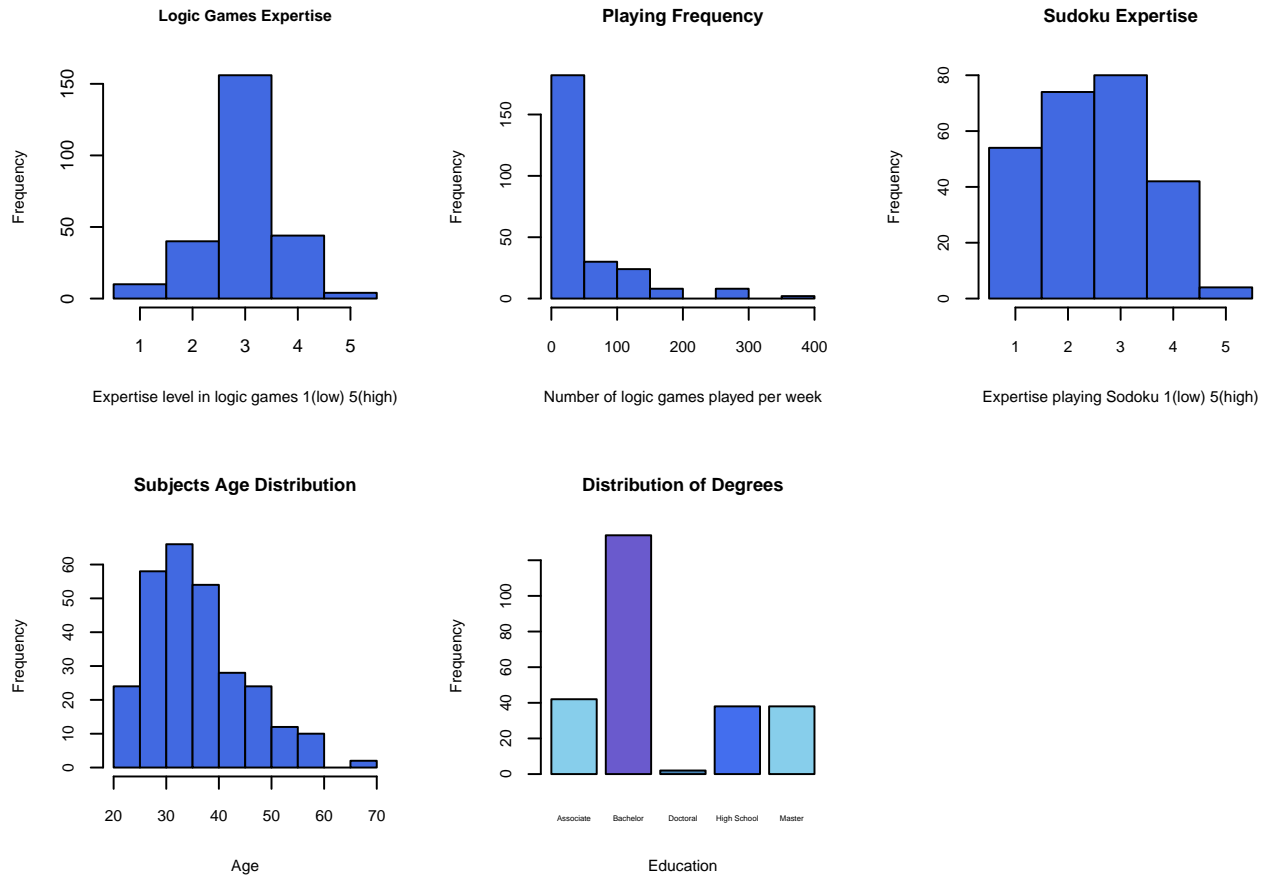 Logic Games Expertise
Frequency
0 50 100 150
1 2 3 4 5
Expertise level in logic games 1(low) 5(high)
Playing Frequency
Frequency
0 50 100 150
0 100 200 300 400
Number of logic games played per week
Sudoku Expertise
Frequency
0 20 40 60 80
1 2 3 4 5
Expertise playing Sodoku 1(low) 5(high)
Subjects Age Distribution
Frequency
0 10 20 30 40 50 60
20 30 40 50 60 70
Age
Distribution of Degrees
Frequency
0 20 40 60 80 100
Associate Bachelor Doctoral High School Master
Education